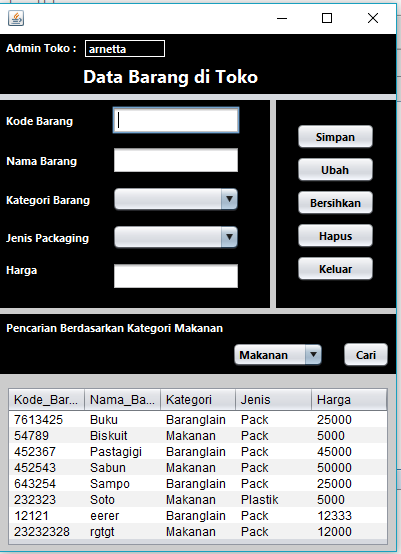 Admin Toko : arnetta
Data Barang di Toko
Kode Barang
Nama Barang
Kategori Barang
Jenis Packaging
Harga
Simpan
Ubah
Bersihkan
Hapus
Keluar
Pencarian Berdasarkan Kategori Makanan
Makanan Cari
Kode_Bar... Nama_Ba... Kategori Jenis Harga
7613425 Buku Baranglain Pack 25000
54789 Biskuit Makanan Pack 5000
452367 Pastagigi Baranglain Pack 45000
452543 Sabun Makanan Pack 50000
643254 Sampo Baranglain Pack 25000
232323 Soto Makanan Plastik 5000
12121 eerer Baranglain Pack 12333
23232328 rgtgt Makanan Pack 10000